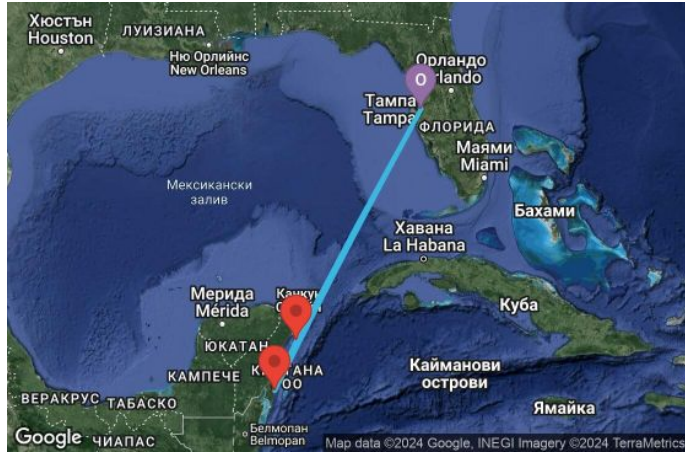 Хюстън
Houston
ЛУИЗИАНА
Ню Орлийнс
New Orleans
O
Орландо
Orlando
Тампа
Tampa
ФЛОРИДА
Маями
Miami
Мексикански
залив
Бахами
Хавана
La Habana
Мерида
Mérida
Канкун
Куба
ЮКАТАН
КАМПЕЧЕ
Кайманови
острови
ВЕРАКРУС
ТАБАСКО
Ямайка
Белмопан
Belmopan
ЧИАПАС
Google
Map data ©2024 Google, INEGI Imagery ©2024 TerraMetrics